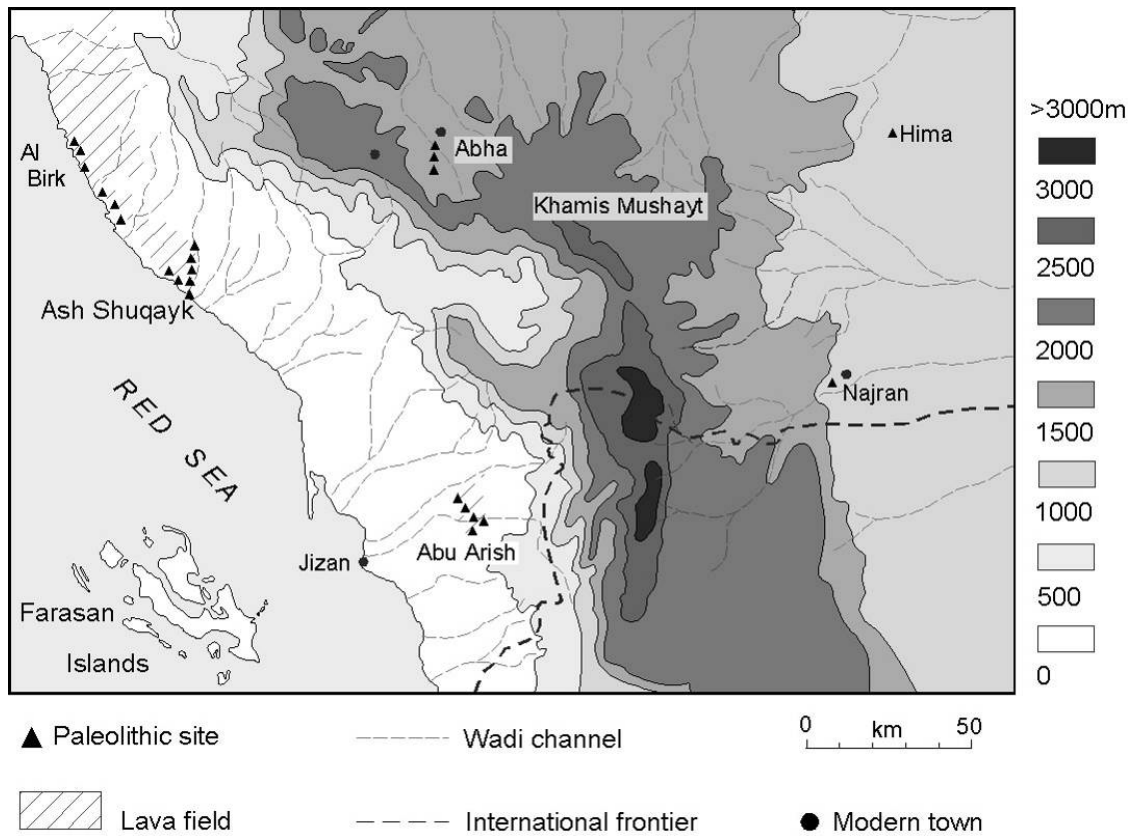 Al
Birk
Abha
Hima
Khamis Mushayt
Ash Shuqayk
RED SEA
Najran
Abu Arish
Jizan
Farasan
Islands
>3000m
3000
2500
2000
1500
1000
500
0
Paleolithic site
Wadi channel
0 km 50
Lava field
International frontier
Modern town